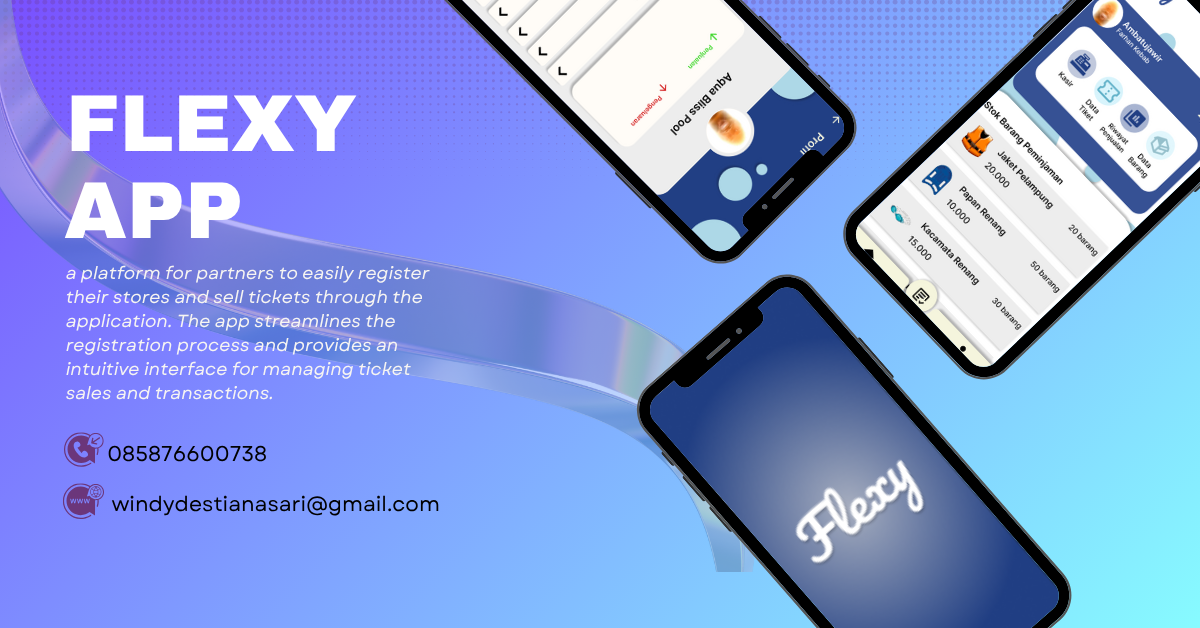 FLEXY
APP
a platform for partners to easily register
their stores and sell tickets through the
application. The app streamlines the
registration process and provides an
intuitive interface for managing ticket
sales and transactions.
085876600738
www
windydestianasari@gmail.com
Penjualan
Pengeluaran
Aqua Bliss Pool
Profil
Ambatujawir
Farhan Kebab
Kasir
Data
Tiket
Riwayat
Penjualan
Data
Barang
Stok Barang Peminjaman
Jaket Pelampung
20.000
20 barang
Papan Renang
10.000
50 barang
Kacamata Renang
15.000
30 barang
Flexy